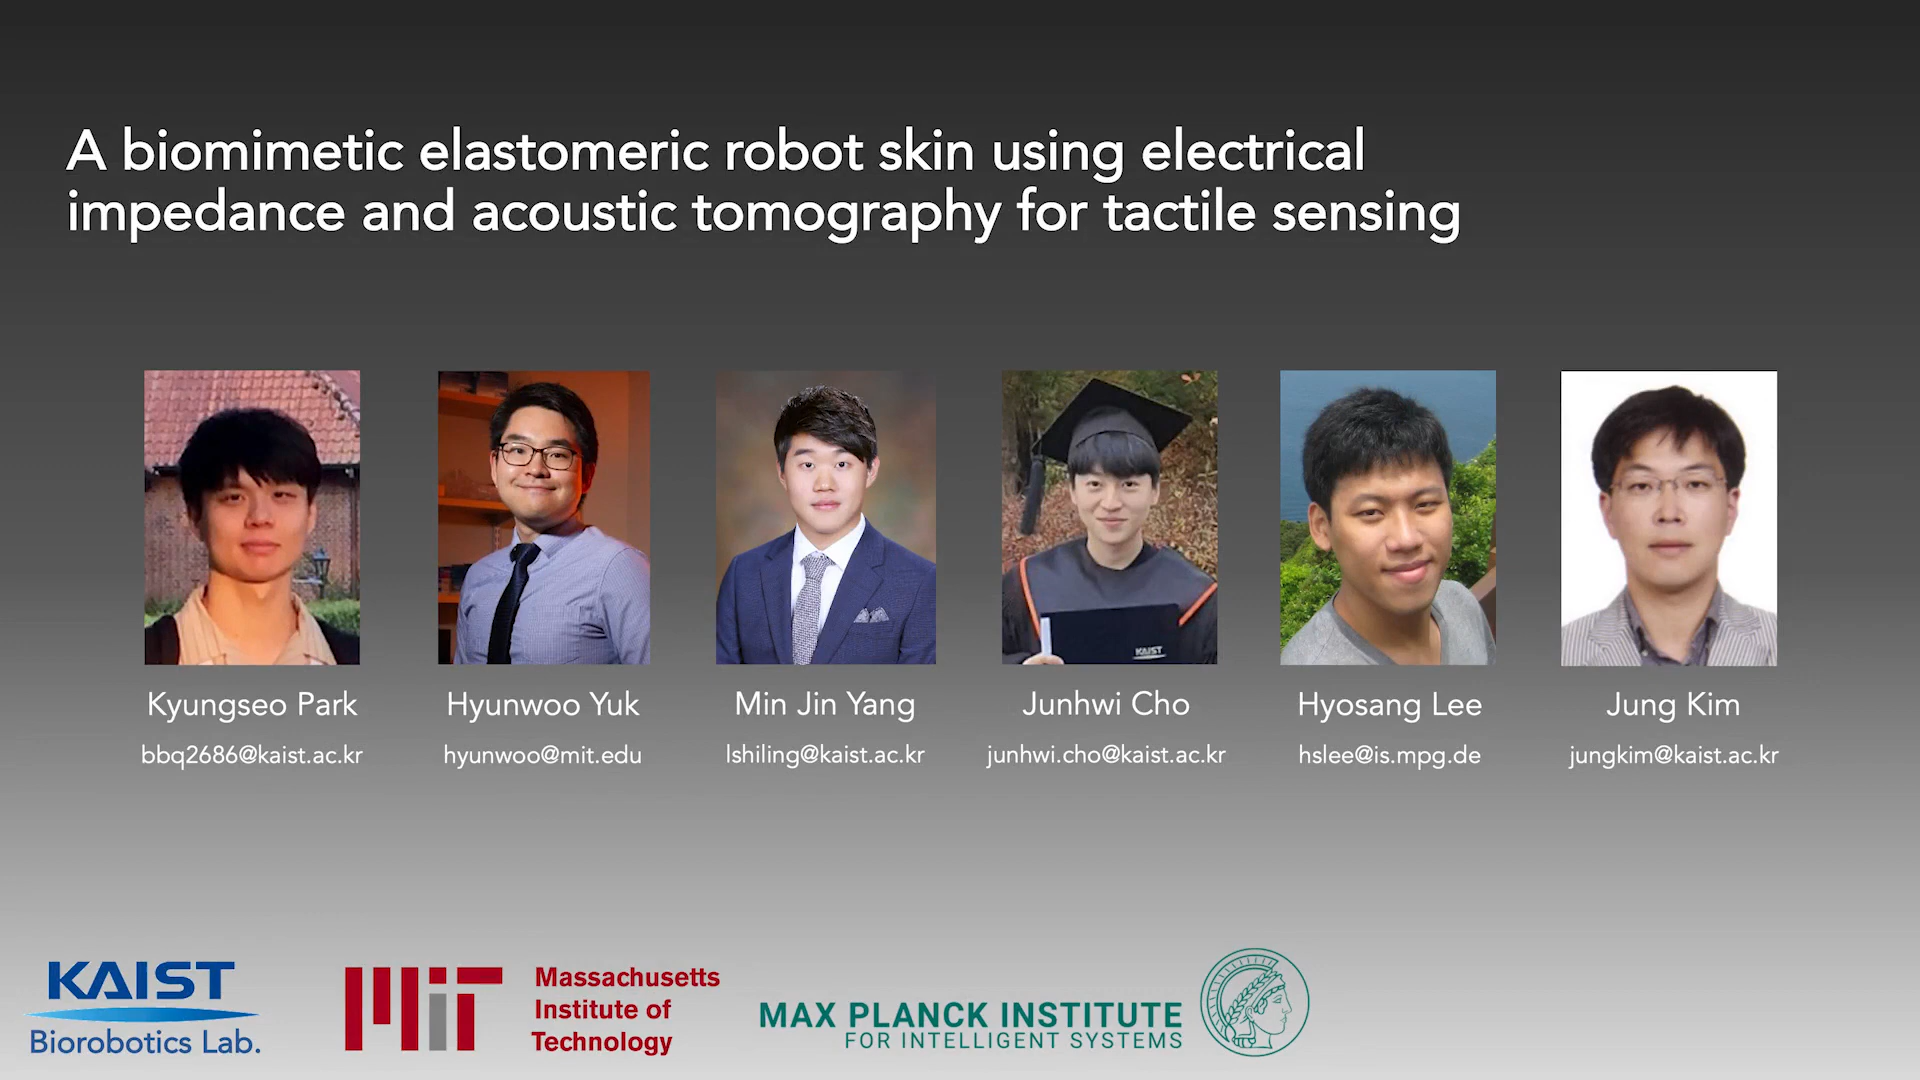 A biomimetic elastomeric robot skin using electrical
impedance and acoustic tomography for tactile sensing
KAIST
Kyungseo Park
Hyunwoo Yuk
Min Jin Yang
Junhwi Cho
Hyosang Lee
Jung Kim
bbq2686@kaist.ac.kr
hyunwoo@mit.edu
lshiling@kaist.ac.kr
junhwi.cho@kaist.ac.kr
hslee@is.mpg.de
jungkim@kaist.ac.kr
KAIST
Biorobotics Lab.
MIT
Massachusetts
Institute of
Technology
MAX PLANCK INSTITUTE
FOR INTELLIGENT SYSTEMS